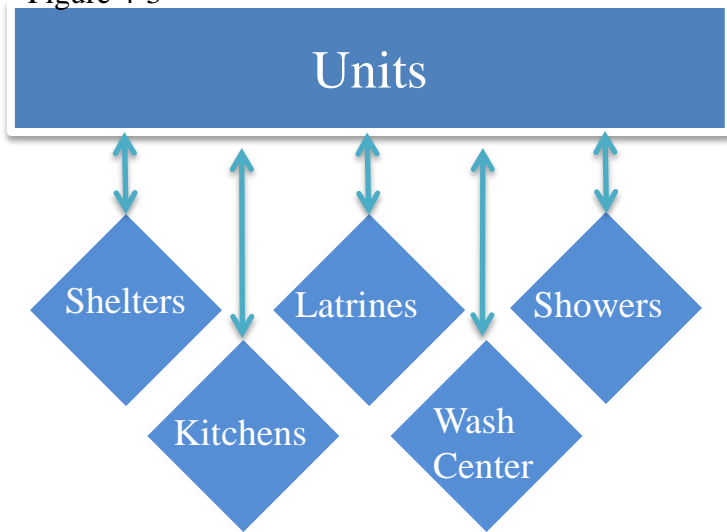 Units
Shelters
Latrines
Showers
Kitchens
Wash
Center